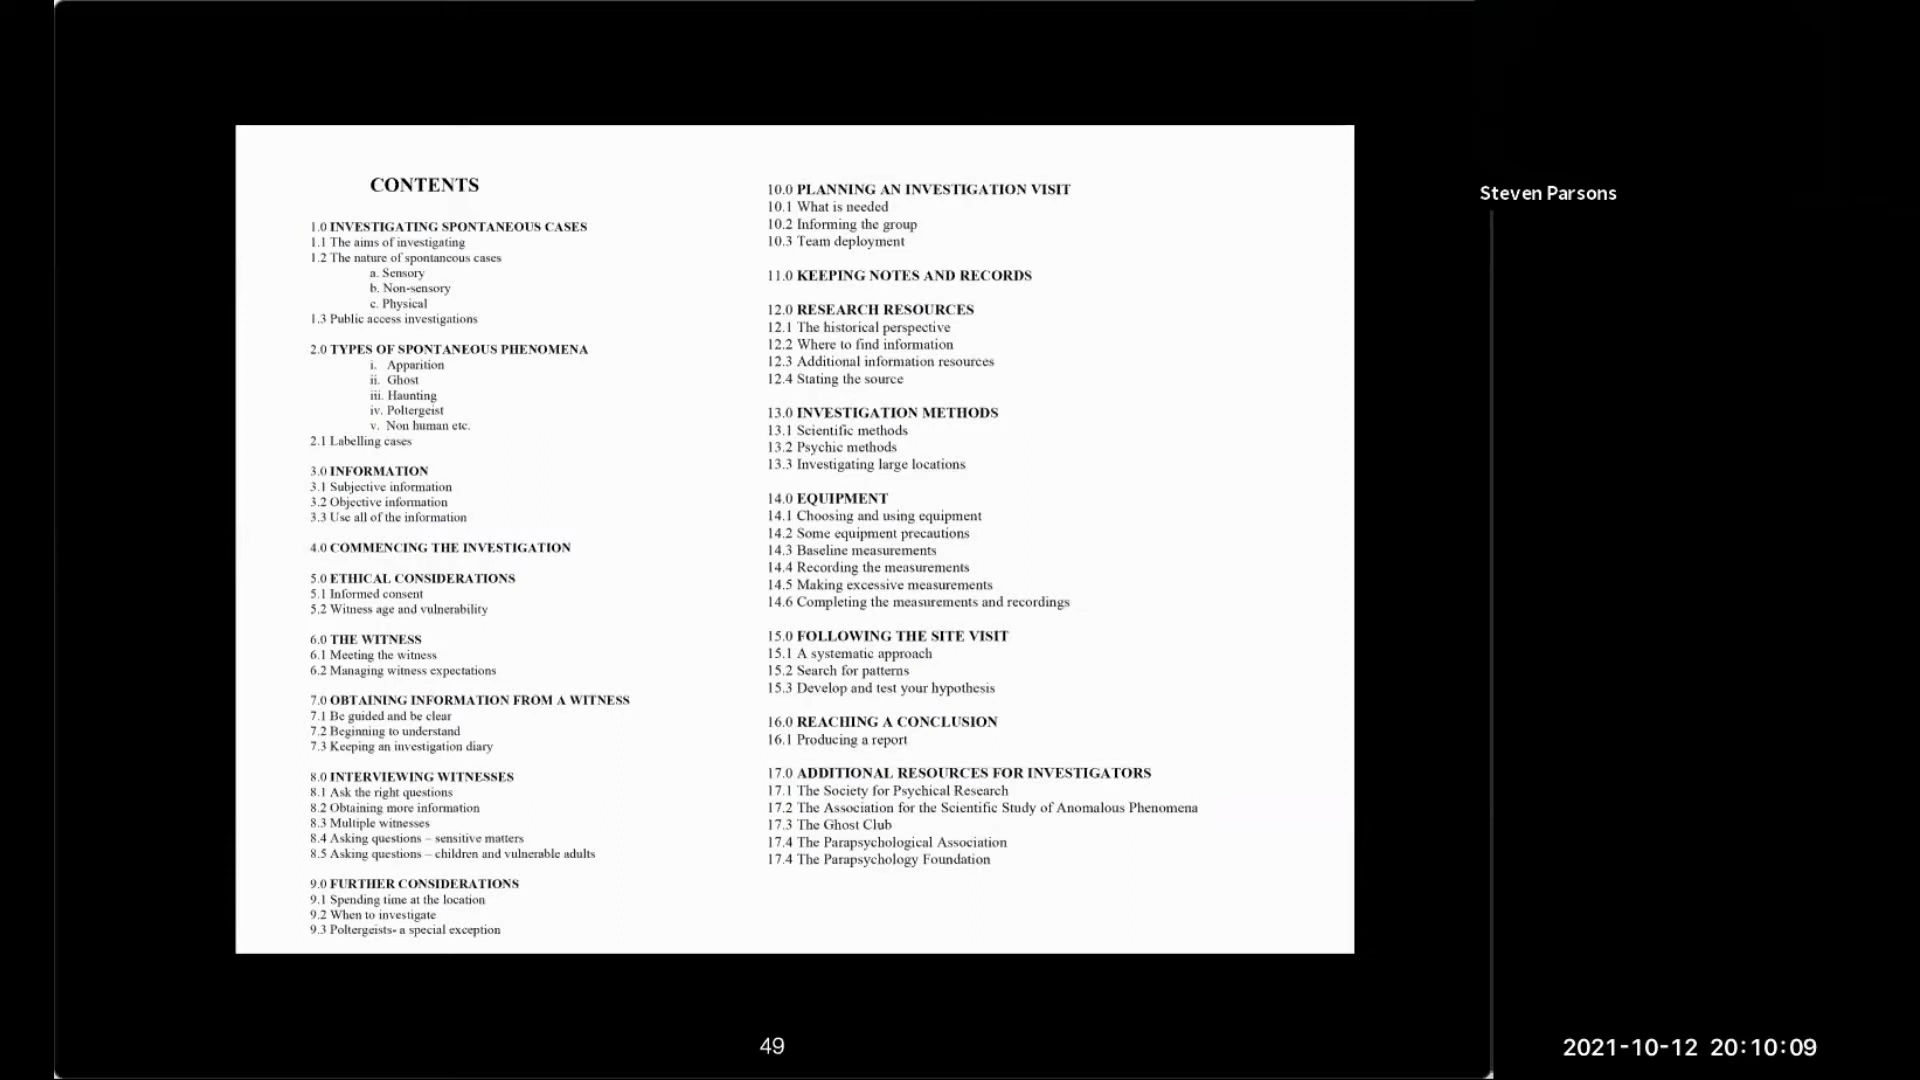 CONTENTS
1.0 INVESTIGATING SPONTANEOUS CASES
1.1 The aims of investigating
1.2 The nature of spontaneous cases
a. Sensory
b. Non-sensory
c. Physical
1.3 Public access investigations
2.0 TYPES OF SPONTANEOUS PHENOMENA
i. Apparition
ii. Ghost
iii. Haunting
iv. Poltergeist
v. Non human etc.
2.1 Labelling cases
3.0 INFORMATION
3.1 Subjective information
3.2 Objective information
3.3 Use all of the information
4.0 COMMENCING THE INVESTIGATION
5.0 ETHICAL CONSIDERATIONS
5.1 Informed consent
5.2 Witness age and vulnerability
6.0 THE WITNESS
6.1 Meeting the witness
6.2 Managing witness expectations
7.0 OBTAINING INFORMATION FROM A WITNESS
7.1 Be guided and be clear
7.2 Beginning to understand
7.3 Keeping an investigation diary
8.0 INTERVIEWING WITNESSES
8.1 Ask the right questions
8.2 Obtaining more information
8.3 Multiple witnesses
8.4 Asking questions – sensitive matters
8.5 Asking questions – children and vulnerable adults
9.0 FURTHER CONSIDERATIONS
9.1 Spending time at the location
9.2 When to investigate
9.3 Poltergeists- a special exception
10.0 PLANNING AN INVESTIGATION VISIT
10.1 What is needed
10.2 Informing the group
10.3 Team deployment
11.0 KEEPING NOTES AND RECORDS
12.0 RESEARCH RESOURCES
12.1 The historical perspective
12.2 Where to find information
12.3 Additional information resources
12.4 Stating the source
13.0 INVESTIGATION METHODS
13.1 Scientific methods
13.2 Psychic methods
13.3 Investigating large locations
14.0 EQUIPMENT
14.1 Choosing and using equipment
14.2 Some equipment precautions
14.3 Baseline measurements
14.4 Recording the measurements
14.5 Making excessive measurements
14.6 Completing the measurements and recordings
15.0 FOLLOWING THE SITE VISIT
15.1 A systematic approach
15.2 Search for patterns
15.3 Develop and test your hypothesis
16.0 REACHING A CONCLUSION
16.1 Producing a report
17.0 ADDITIONAL RESOURCES FOR INVESTIGATORS
17.1 The Society for Psychical Research
17.2 The Association for the Scientific Study of Anomalous Phenomena
17.3 The Ghost Club
17.4 The Parapsychological Association
17.4 The Parapsychology Foundation
Steven Parsons
49
2021-10-12 20:10:09